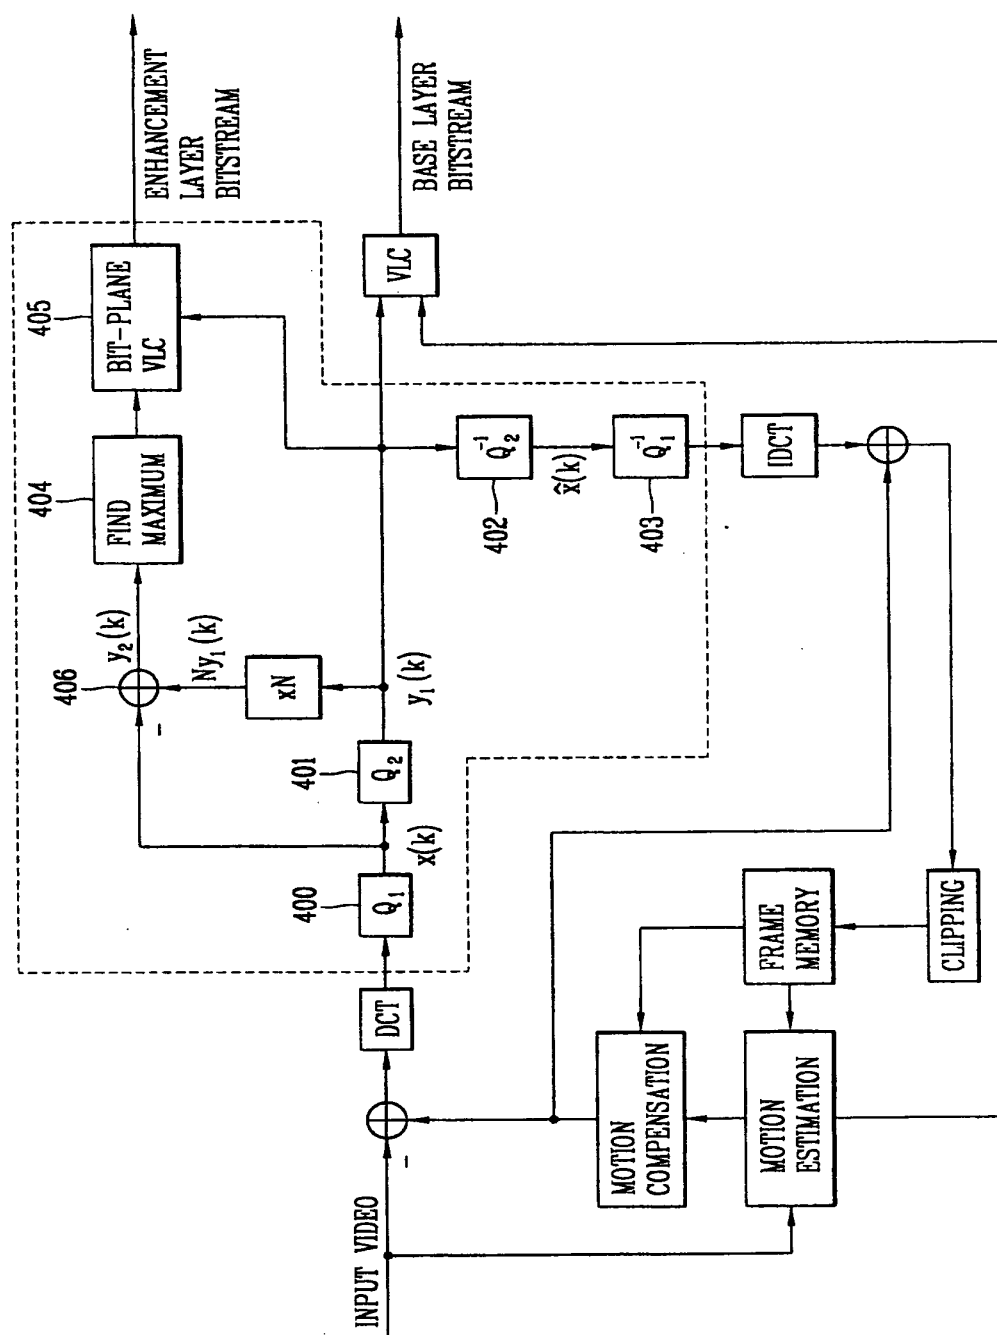 ENHANCEMENT
LAYER
BITSTREAM
405
BIT-PLANE
VLC
404
FIND
MAXIMUM
406
y₂(k)
-
Ny₁(k)
xN
VLC
BASE LAYER
BITSTREAM
400
Q₁
x(k)
401
Q₂
y₁(k)
Q₂⁻¹
402
x̂(k)
Q₁⁻¹
403
IDCT
INPUT VIDEO
-
DCT
MOTION
COMPENSATION
MOTION
ESTIMATION
FRAME
MEMORY
CLIPPING